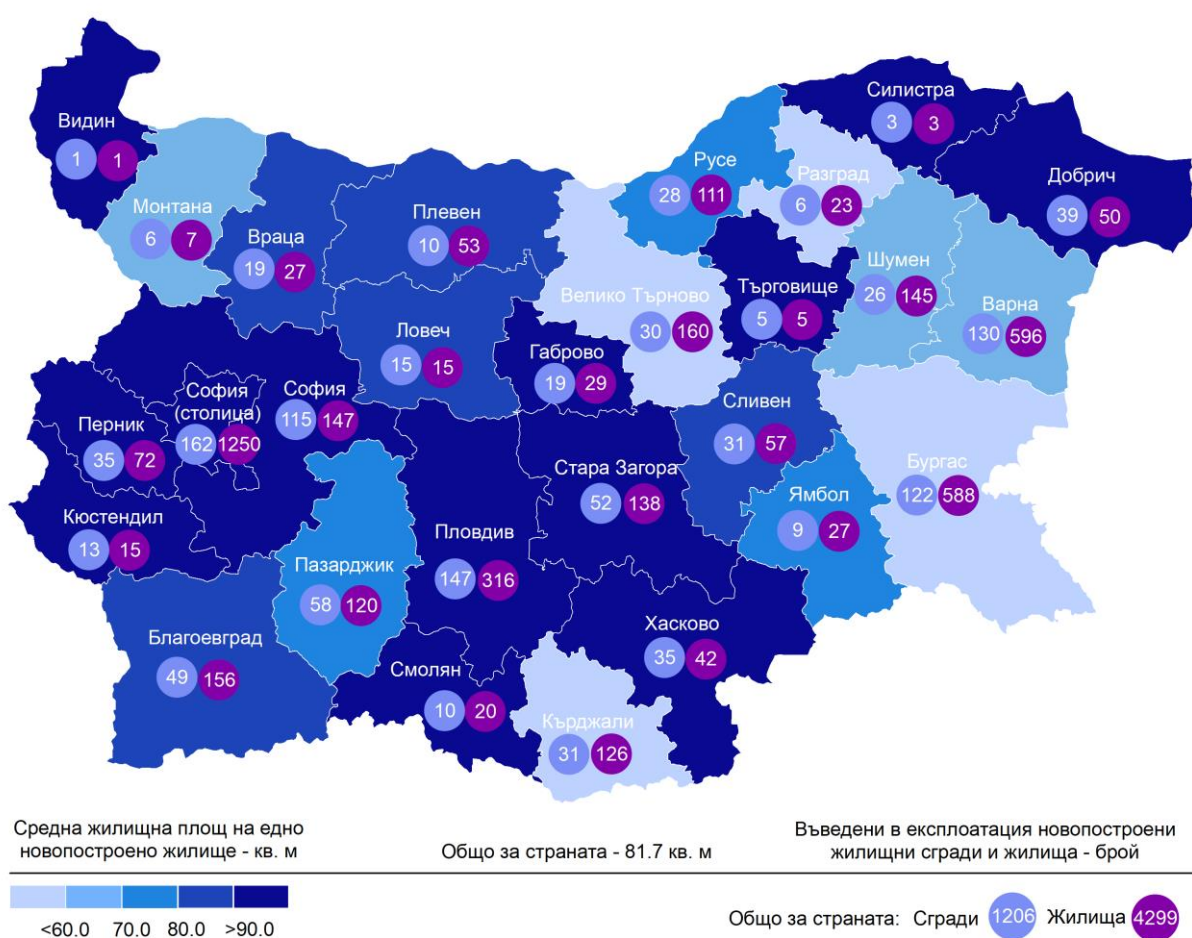 Силистра
3 3
Видин
1 1
Русе
28 111
Разград
6 23
Добрич
39 50
Монтана
6 7
Плевен
10 53
Враца
19 27
Шумен
26 145
Търговище
5 5
Варна
130 596
Велико Търново
30 160
Ловеч
15 15
Габрово
19 29
София
(столица)
162 1250
София
115 147
Перник
35 72
Сливен
31 57
Стара Загора
52 138
Бургас
122 588
Ямбол
9 27
Кюстендил
13 15
Пловдив
147 316
Пазарджик
58 120
Хасково
35 42
Благоевград
49 156
Смолян
10 20
Кърджали
31 126
Средна жилищна площ на едно
новопостроено жилище - кв. м
Общо за страната - 81.7 кв. м
Въведени в експлоатация новопостроени
жилищни сгради и жилища - брой
<60.0 70.0 80.0 >90.0
Общо за страната: Сгради 1206 Жилища 4299